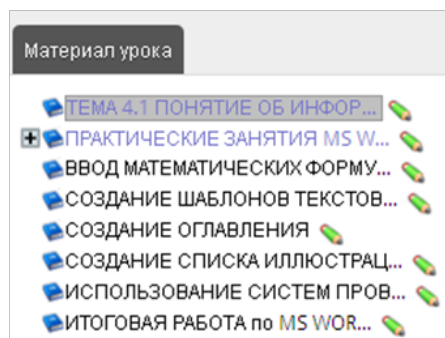 Материал урока
ТЕМА 4.1 ПОНЯТИЕ ОБ ИНФОР...
ПРАКТИЧЕСКИЕ ЗАНЯТИЯ MS W...
ВВОД МАТЕМАТИЧЕСКИХ ФОРМУ...
СОЗДАНИЕ ШАБЛОНОВ ТЕКСТОВ...
СОЗДАНИЕ ОГЛАВЛЕНИЯ
СОЗДАНИЕ СПИСКА ИЛЛЮСТРАЦ...
ИСПОЛЬЗОВАНИЕ СИСТЕМ ПРОВ...
ИТОГОВАЯ РАБОТА по MS WOR...